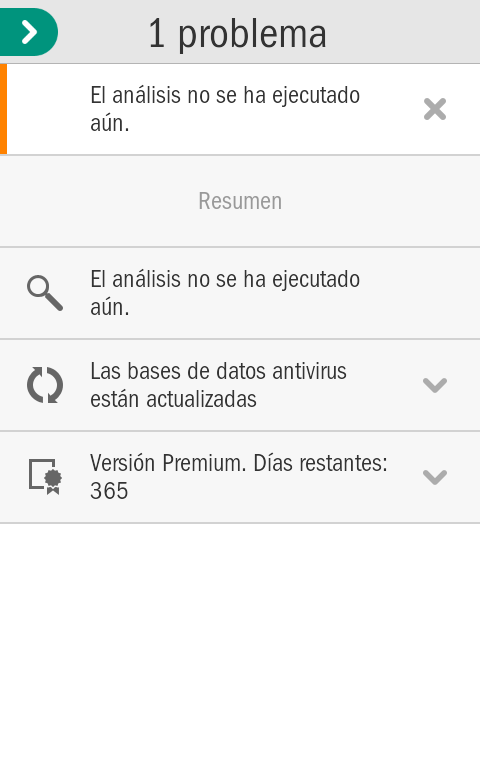 1 problema
El análisis no se ha ejecutado
aún.
Resumen
El análisis no se ha ejecutado
aún.
Las bases de datos antivirus
están actualizadas
Versión Premium. Días restantes:
365